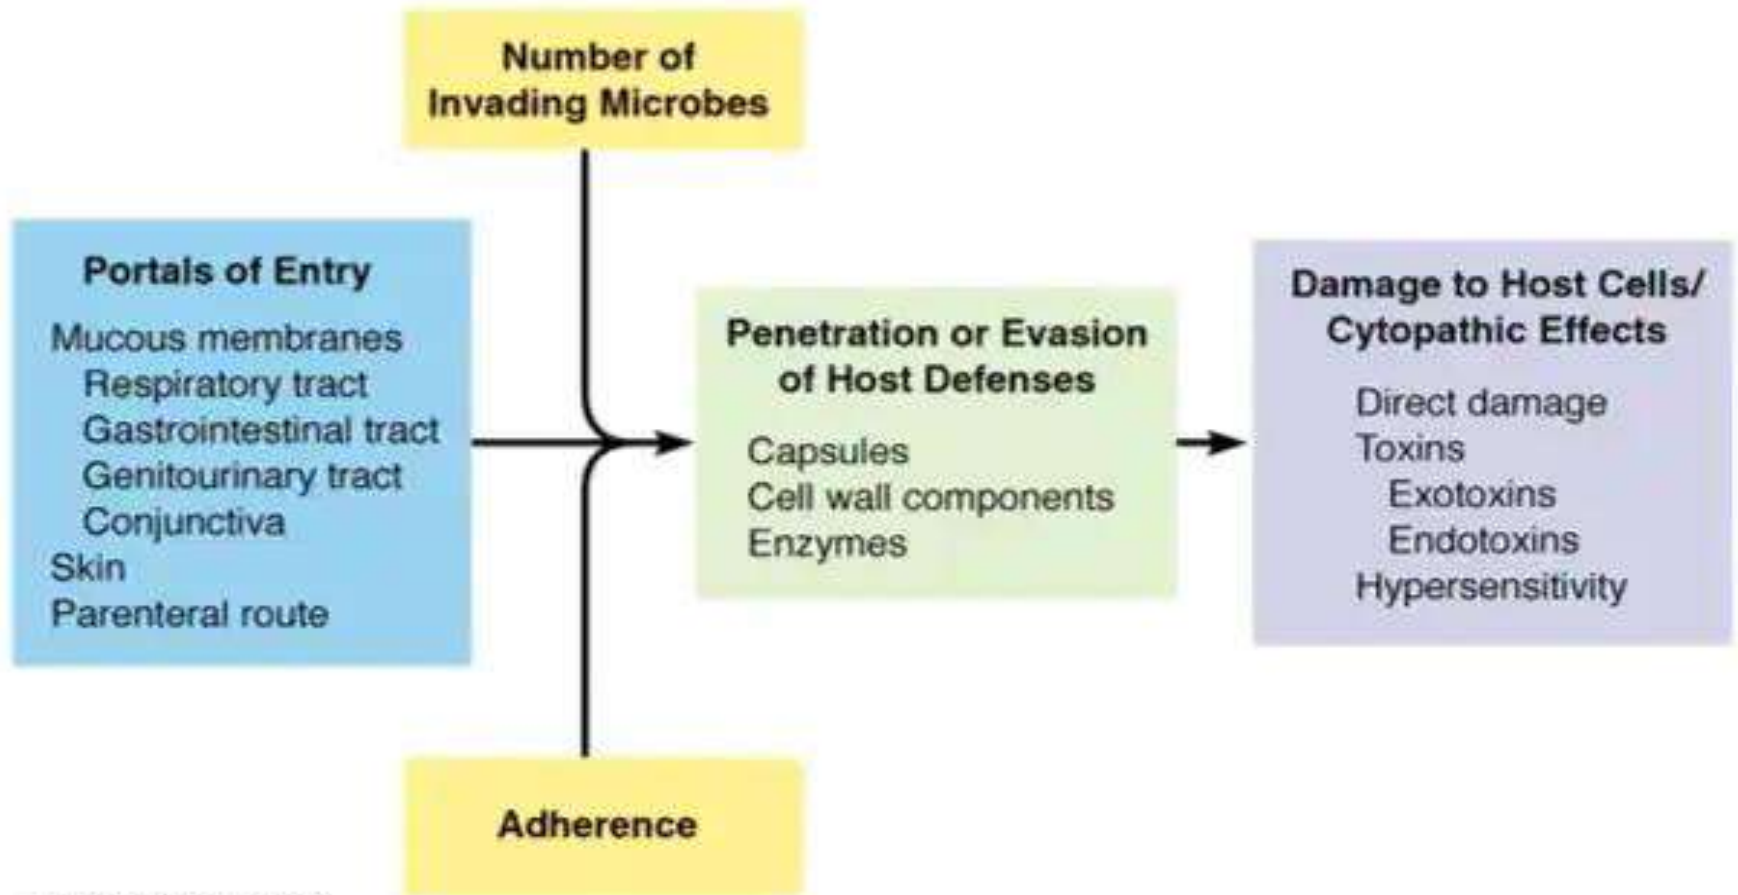 Number of
Invading Microbes
Portals of Entry
Mucous membranes
Respiratory tract
Gastrointestinal tract
Genitourinary tract
Conjunctiva
Skin
Parenteral route
Penetration or Evasion
of Host Defenses
Capsules
Cell wall components
Enzymes
Damage to Host Cells/
Cytopathic Effects
Direct damage
Toxins
Exotoxins
Endotoxins
Hypersensitivity
Adherence